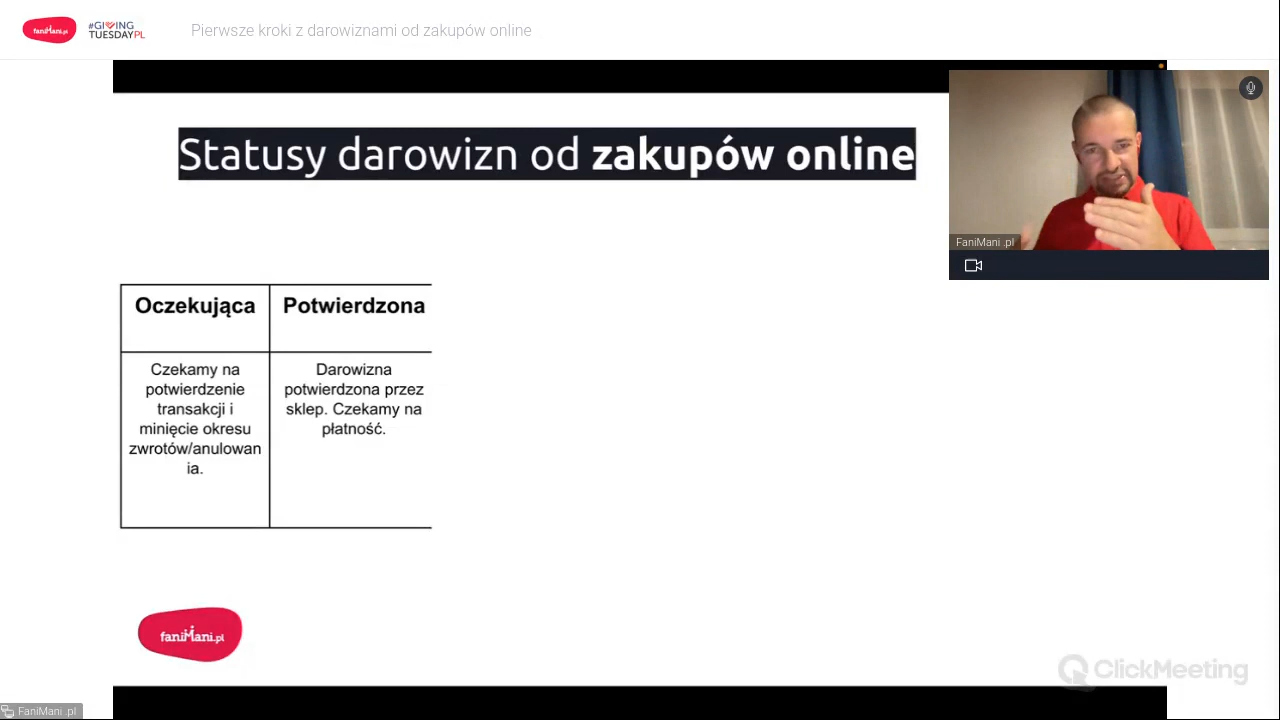 faniMani.pl
#GIVING
TUESDAYPL
Pierwsze kroki z darowiznami od zakupów online
Statusy darowizn od zakupów online
FaniMani .pl
Oczekująca
Potwierdzona
Czekamy na
potwierdzenie
transakcji i
minięcie okresu
zwrotów/anulowan
ia.
Darowizna
potwierdzona przez
sklep. Czekamy na
płatność.
faniMani.pl
ClickMeeting
FaniMani .pl